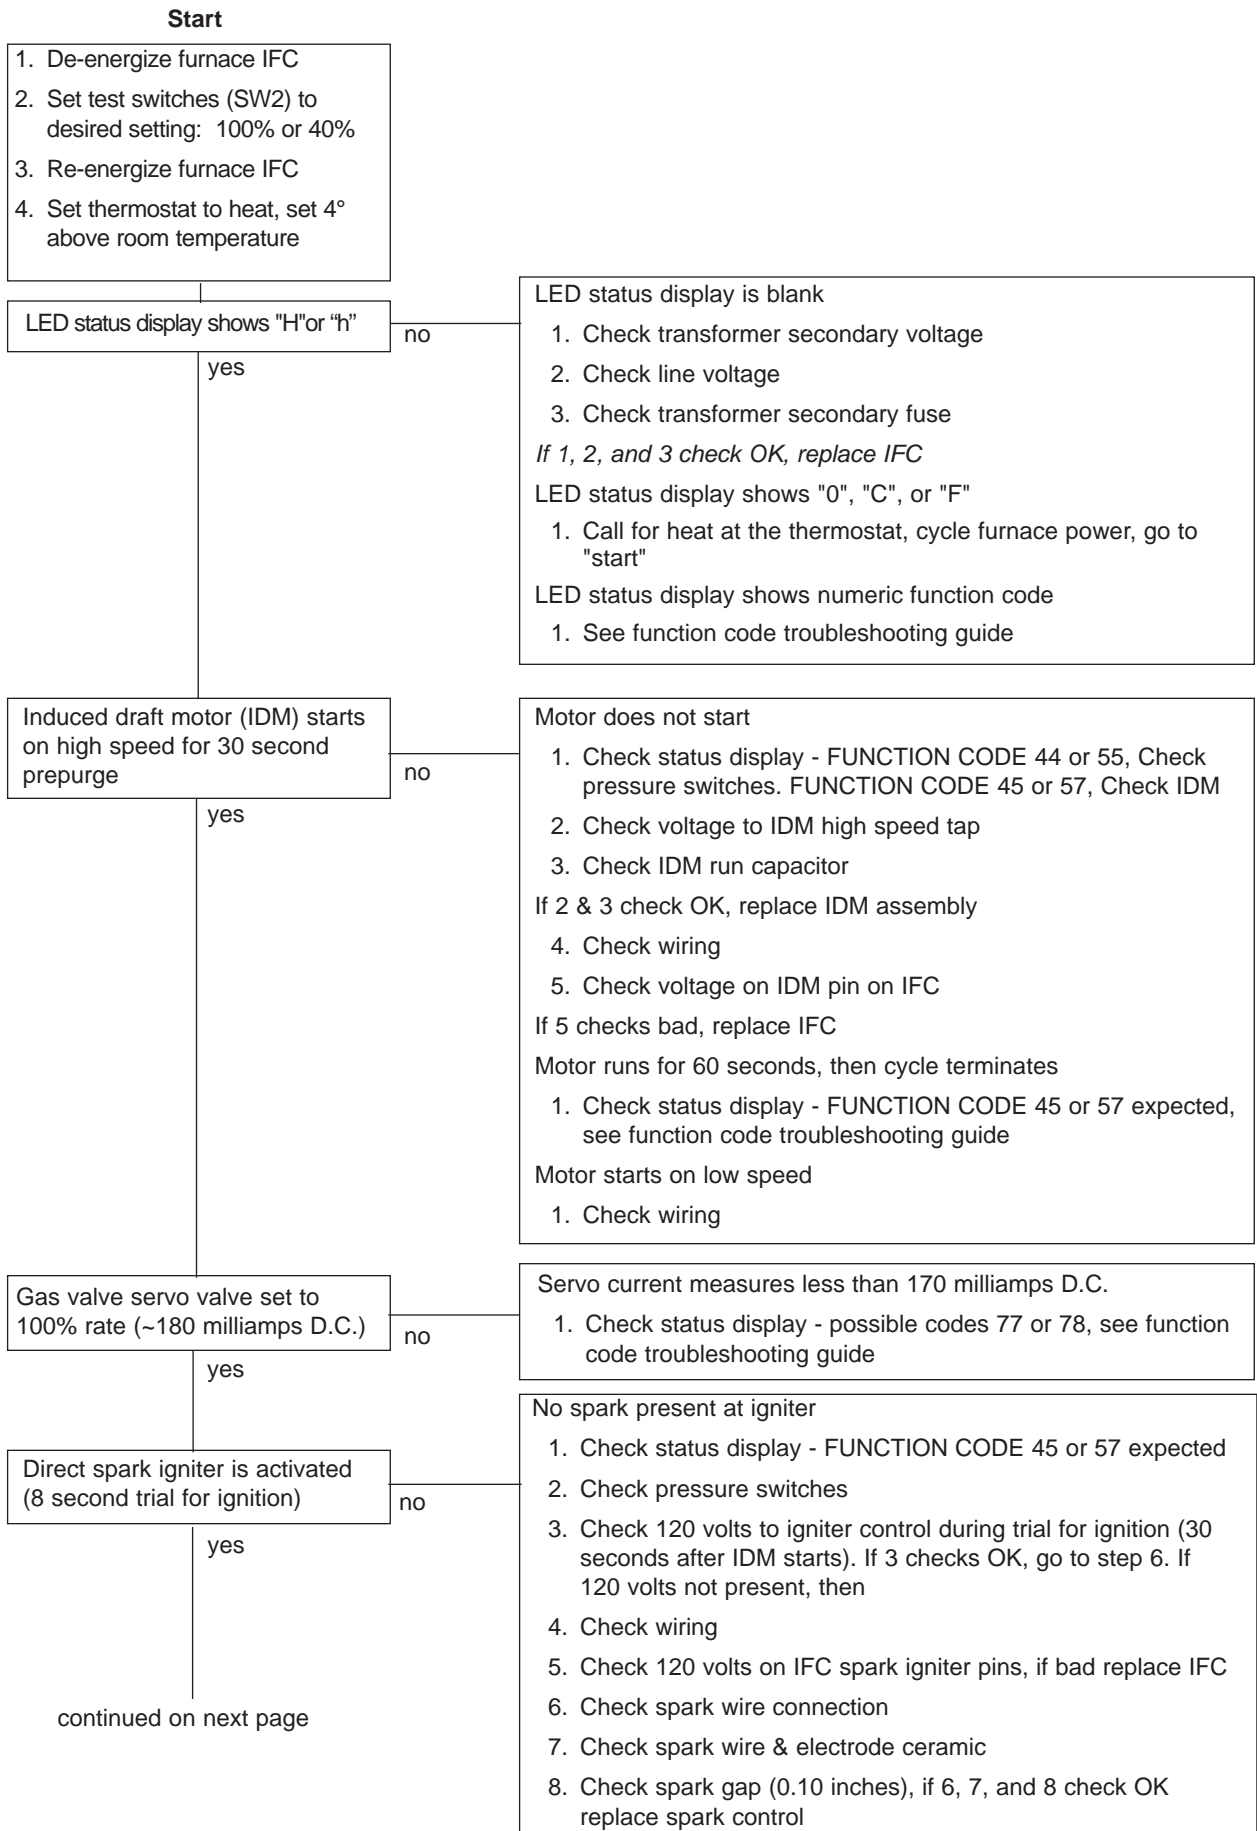 Start
1. De-energize furnace IFC
2. Set test switches (SW2) to
desired setting: 100% or 40%
3. Re-energize furnace IFC
4. Set thermostat to heat, set 4°
above room temperature
LED status display shows "H"or “h”
no
yes
LED status display is blank
1. Check transformer secondary voltage
2. Check line voltage
3. Check transformer secondary fuse
If 1, 2, and 3 check OK, replace IFC
LED status display shows "0", "C", or "F"
1. Call for heat at the thermostat, cycle furnace power, go to
"start"
LED status display shows numeric function code
1. See function code troubleshooting guide
Induced draft motor (IDM) starts
on high speed for 30 second
prepurge
no
yes
Motor does not start
1. Check status display - FUNCTION CODE 44 or 55, Check
pressure switches. FUNCTION CODE 45 or 57, Check IDM
2. Check voltage to IDM high speed tap
3. Check IDM run capacitor
If 2 & 3 check OK, replace IDM assembly
4. Check wiring
5. Check voltage on IDM pin on IFC
If 5 checks bad, replace IFC
Motor runs for 60 seconds, then cycle terminates
1. Check status display - FUNCTION CODE 45 or 57 expected,
see function code troubleshooting guide
Motor starts on low speed
1. Check wiring
Gas valve servo valve set to
100% rate (~180 milliamps D.C.)
no
yes
Servo current measures less than 170 milliamps D.C.
1. Check status display - possible codes 77 or 78, see function
code troubleshooting guide
Direct spark igniter is activated
(8 second trial for ignition)
no
yes
No spark present at igniter
1. Check status display - FUNCTION CODE 45 or 57 expected
2. Check pressure switches
3. Check 120 volts to igniter control during trial for ignition (30
seconds after IDM starts). If 3 checks OK, go to step 6. If
120 volts not present, then
4. Check wiring
5. Check 120 volts on IFC spark igniter pins, if bad replace IFC
6. Check spark wire connection
7. Check spark wire & electrode ceramic
8. Check spark gap (0.10 inches), if 6, 7, and 8 check OK
replace spark control
continued on next page